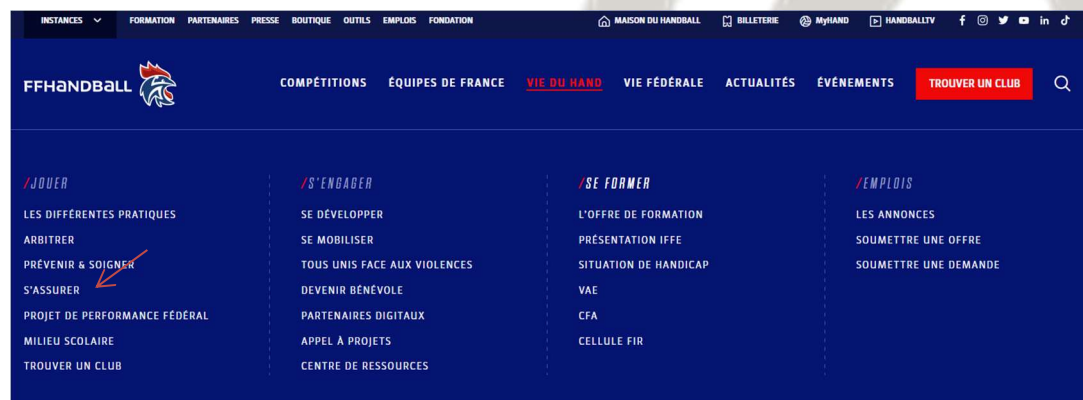 INSTANCES FORMATION PARTENAIRES PRESSE BOUTIQUE OUTILS EMPLOIS FONDATION MAISON DU HANDBALL BILLETERIE MyHAND HANDBALLTV
FFHANDBALL COMPÉTITIONS ÉQUIPES DE FRANCE VIE DU HAND VIE FÉDÉRALE ACTUALITÉS ÉVÉNEMENTS TROUVER UN CLUB
/JOUER
LES DIFFÉRENTES PRATIQUES
ARBITRER
PRÉVENIR & SOIGNER
S'ASSURER
PROJET DE PERFORMANCE FÉDÉRAL
MILIEU SCOLAIRE
TROUVER UN CLUB
/S'ENGAGER
SE DÉVELOPPER
SE MOBILISER
TOUS UNIS FACE AUX VIOLENCES
DEVENIR BÉNÉVOLE
PARTENAIRES DIGITAUX
APPEL À PROJETS
CENTRE DE RESSOURCES
/SE FORMER
L'OFFRE DE FORMATION
PRÉSENTATION IFFE
SITUATION DE HANDICAP
VAE
CFA
CELLULE FIR
/EMPLOIS
LES ANNONCES
SOUMETTRE UNE OFFRE
SOUMETTRE UNE DEMANDE